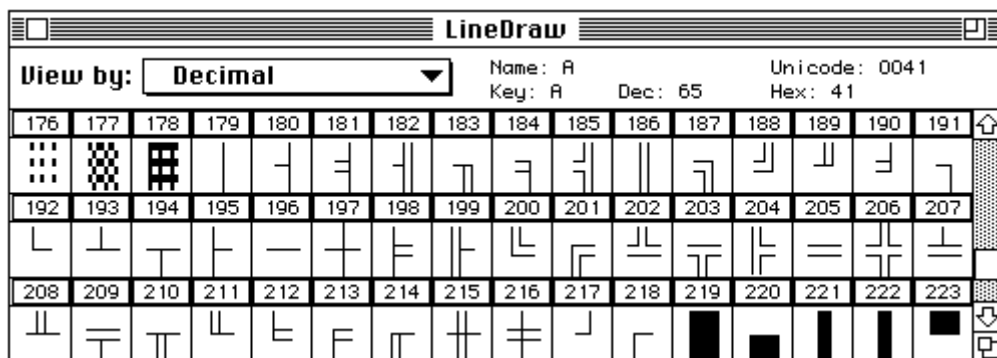 LineDraw
View by: Decimal
Name: A Unicode: 0041
Key: A Dec: 65 Hex: 41
176 177 178 179 180 181 182 183 184 185 186 187 188 189 190 191
░ ▒ ▓ │ ┤ ╡ ╢ ╖ ╕ ╣ ║ ╗ ╝ ╜ ╛ ┐
192 193 194 195 196 197 198 199 200 201 202 203 204 205 206 207
└ ┴ ┬ ├ ─ ┼ ╞ ╟ ╚ ╔ ╩ ╦ ╠ ═ ╬ ╧
208 209 210 211 212 213 214 215 216 217 218 219 220 221 222 223
╨ ╤ ╥ ╙ ╘ ╒ ╓ ╫ ╪ ┘ ┌ █ ▄ ▌ ▐ ▀